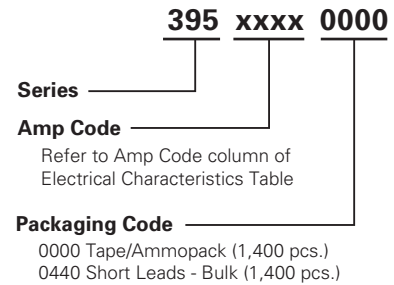 395 xxxx 0000
Series
Amp Code
Refer to Amp Code column of
Electrical Characteristics Table
Packaging Code
0000 Tape/Ammopack (1,400 pcs.)
0440 Short Leads - Bulk (1,400 pcs.)